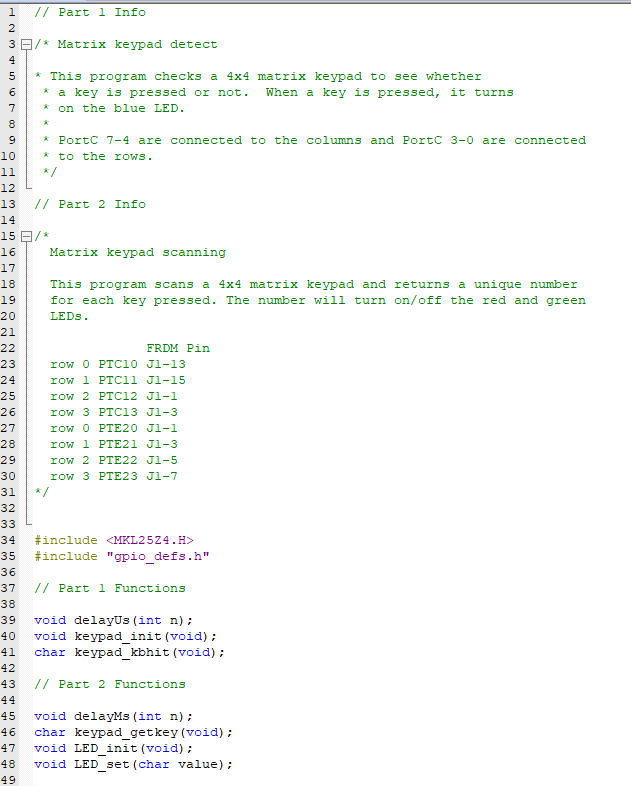 1 // Part 1 Info
2
3 /* Matrix keypad detect
4
5 * This program checks a 4x4 matrix keypad to see whether
6 * a key is pressed or not.  When a key is pressed, it turns
7 * on the blue LED.
8 *
9 * PortC 7-4 are connected to the columns and PortC 3-0 are connected
10 * to the rows.
11 */
12
13 // Part 2 Info
14
15 /*
16 Matrix keypad scanning
17
18 This program scans a 4x4 matrix keypad and returns a unique number
19 for each key pressed. The number will turn on/off the red and green
20 LEDs.
21
22 FRDM Pin
23 row 0 PTC10 J1-13
24 row 1 PTC11 J1-15
25 row 2 PTC12 J1-1
26 row 3 PTC13 J1-3
27 row 0 PTE20 J1-1
28 row 1 PTE21 J1-3
29 row 2 PTE22 J1-5
30 row 3 PTE23 J1-7
31 */
32
33
34 #include <MKL25Z4.H>
35 #include "gpio_defs.h"
36
37 // Part 1 Functions
38
39 void delayUs(int n);
40 void keypad_init(void);
41 char keypad_kbhit(void);
42
43 // Part 2 Functions
44
45 void delayMs(int n);
46 char keypad_getkey(void);
47 void LED_init(void);
48 void LED_set(char value);
49